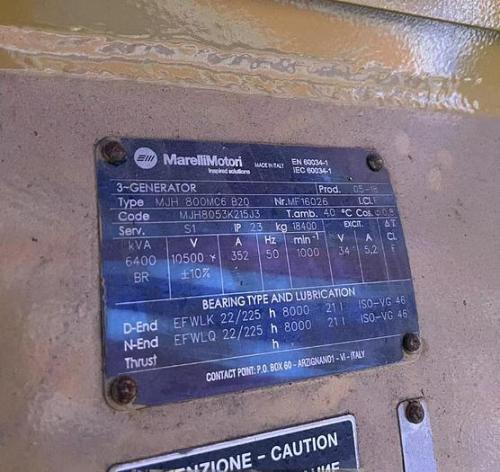 MarelliMotori
Inspired solutions
MADE IN ITALY
EN 60034-1
IEC 60034-1
3~GENERATOR Prod. 05-18
Type MJH 800MC6 B20 Nr. MF16026 LCLF
Code MJH8053K215J3 T.amb. 40 °C Cos φ 0,8
Serv. S1 IP 23 kg 18400 EXCIT. ΔT
kVA V A Hz min⁻¹ V A CL
6400 10500 Y 352 50 1000 34 5,2 F
BR ±10%
BEARING TYPE AND LUBRICATION
D-End EFWLK 22/225 h 8000 21 l ISO-VG 46
N-End EFWLQ 22/225 h 8000 21 l ISO-VG 46
Thrust h
CONTACT POINT: P.O. BOX 60 - ARZIGNANO1 - VI - ITALY
ATTENZIONE - CAUTION